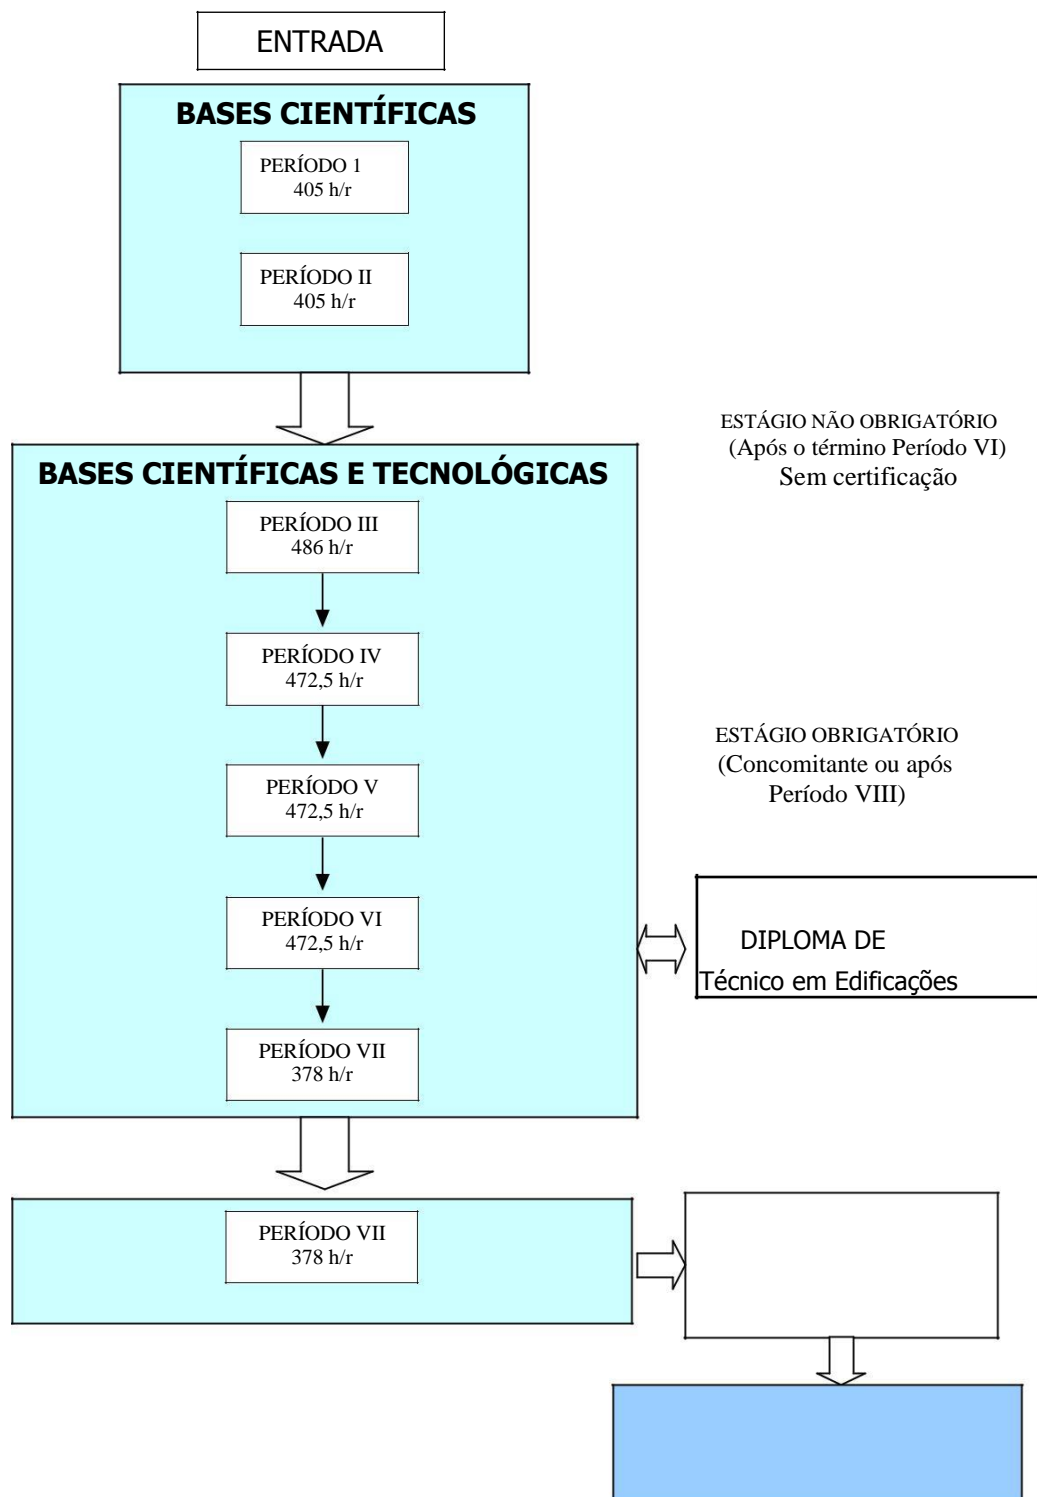 ENTRADA
BASES CIENTÍFICAS
PERÍODO 1
405 h/r
PERÍODO II
405 h/r
ESTÁGIO NÃO OBRIGATÓRIO
(Após o término Período VI)
Sem certificação
BASES CIENTÍFICAS E TECNOLÓGICAS
PERÍODO III
486 h/r
PERÍODO IV
472,5 h/r
ESTÁGIO OBRIGATÓRIO
(Concomitante ou após
Período VIII)
PERÍODO V
472,5 h/r
PERÍODO VI
472,5 h/r
DIPLOMA DE
Técnico em Edificações
PERÍODO VII
378 h/r
PERÍODO VII
378 h/r